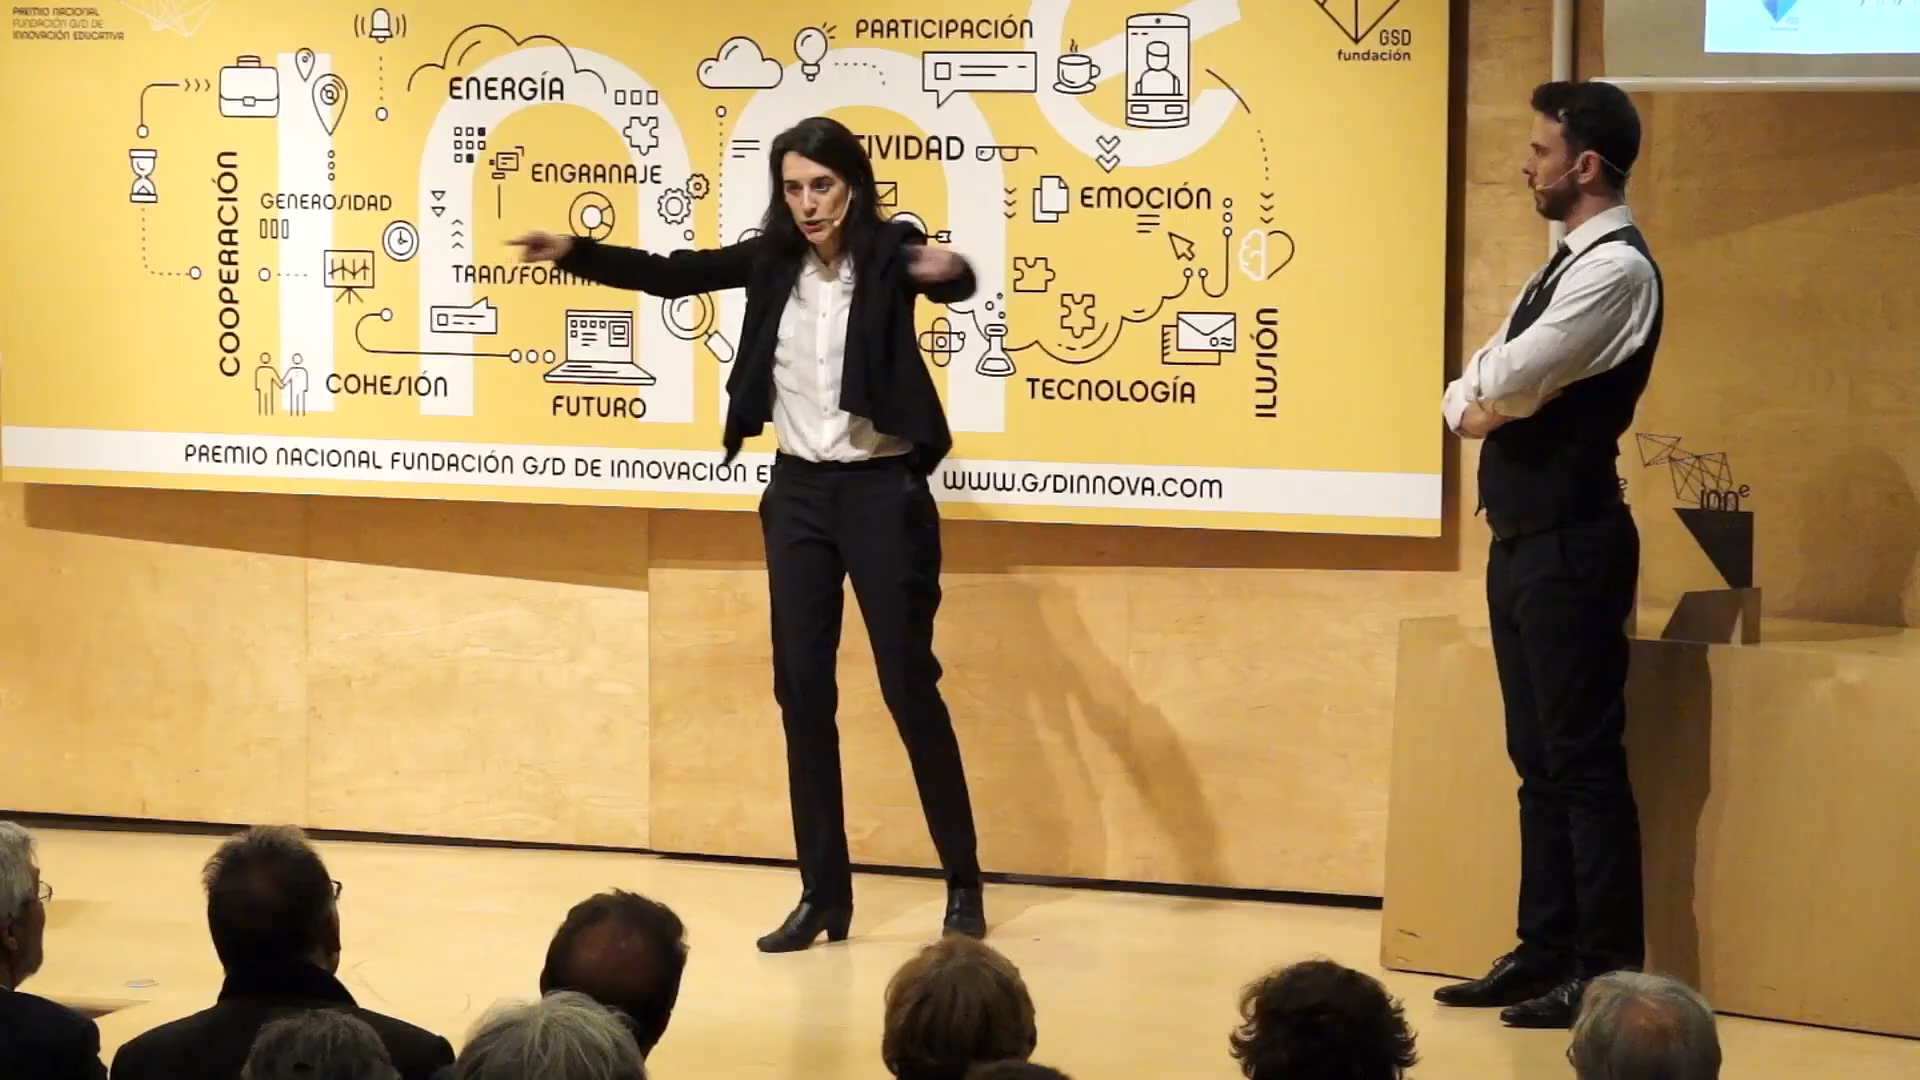 PREMIO NACIONAL
FUNDACIÓN GSD DE
INNOVACIÓN EDUCATIVA
ENERGÍA
PARTICIPACIÓN
GSD
fundación
TIVIDAD
ENGRANAJE
COOPERACIÓN
GENEROSIDAD
EMOCIÓN
TRANSFORMA
COHESIÓN
FUTURO
TECNOLOGÍA
ILUSIÓN
PREMIO NACIONAL FUNDACIÓN GSD DE INNOVACIÓN E
WWW.GSDINNOVA.COM
inne